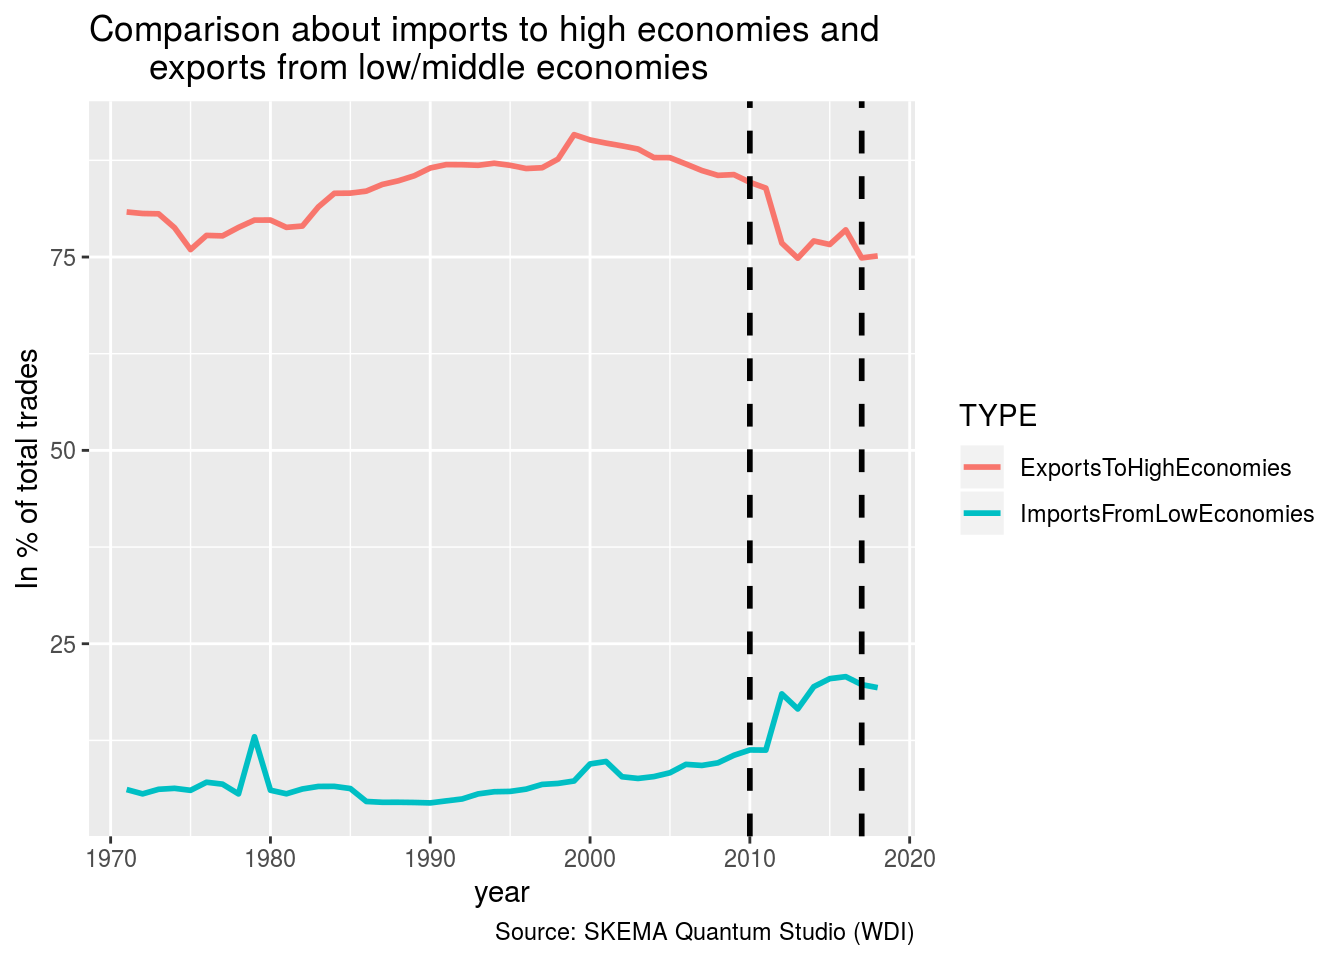 Comparison about imports to high economies and
exports from low/middle economies
In % of total trades
75
50
25
1970
1980
1990
2000
2010
2020
year
TYPE
ExportsToHighEconomies
ImportsFromLowEconomies
Source: SKEMA Quantum Studio (WDI)